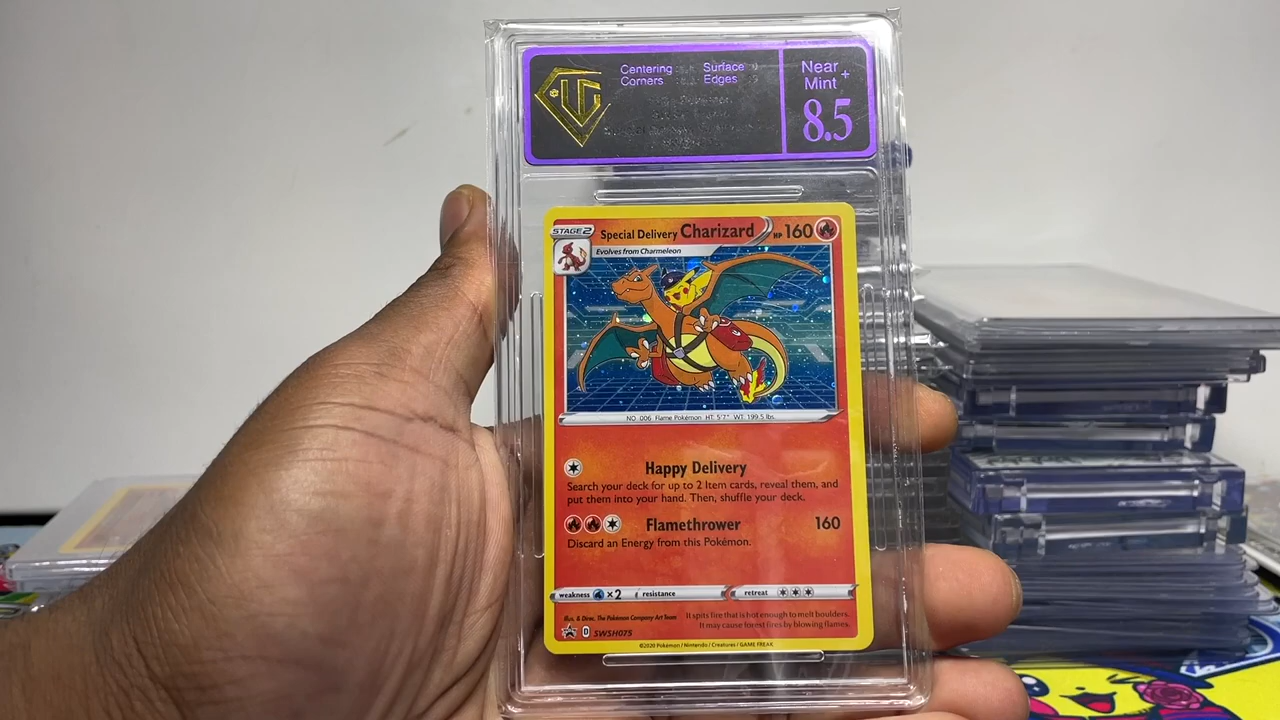 Centering Surface 9
Corners Edges
Near +
Mint
8.5
STAGE 2 Special Delivery Charizard HP 160
Evolves from Charmeleon
NO. 006 Flame Pokémon HT: 5'7" WT: 199.5 lbs.
Happy Delivery
Search your deck for up to 2 Item cards, reveal them, and
put them into your hand. Then, shuffle your deck.
Flamethrower 160
Discard an Energy from this Pokémon.
weakness ×2 resistance retreat
Illus. & Direc. The Pokémon Company Art Team
It spits fire that is hot enough to melt boulders.
It may cause forest fires by blowing flames.
D SWSH075
©2020 Pokémon / Nintendo / Creatures / GAME FREAK